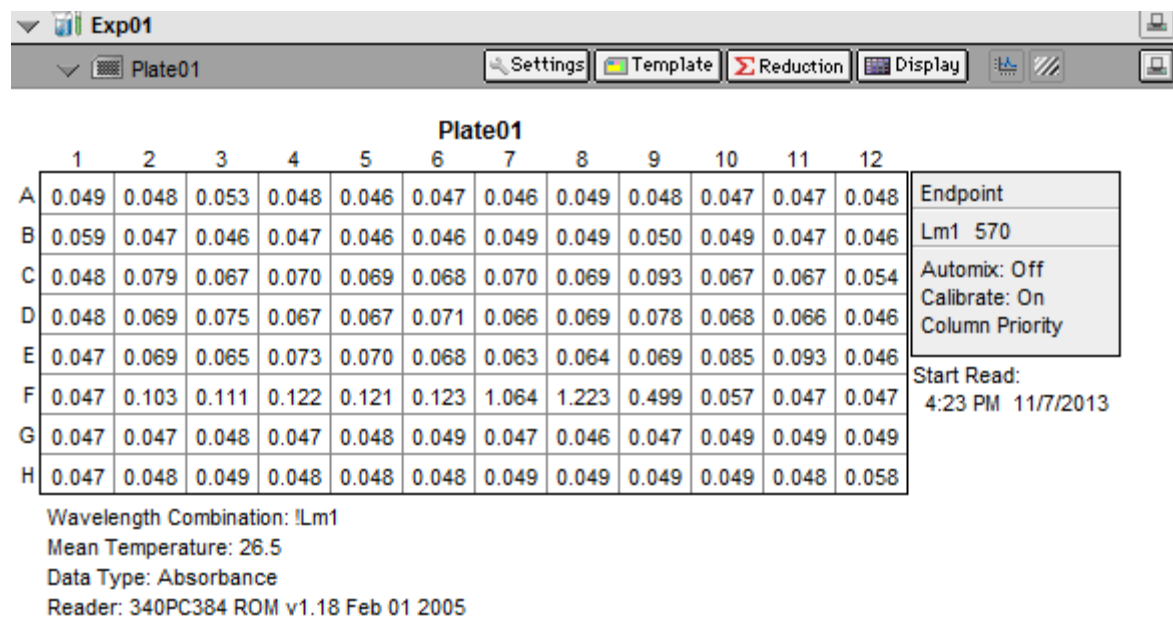 Exp01
Plate01 Settings Template Reduction Display
Plate01
1 2 3 4 5 6 7 8 9 10 11 12
A 0.049 0.048 0.053 0.048 0.046 0.047 0.046 0.049 0.048 0.047 0.047 0.048
B 0.059 0.047 0.046 0.047 0.046 0.046 0.049 0.049 0.050 0.049 0.047 0.046
C 0.048 0.079 0.067 0.070 0.069 0.068 0.070 0.069 0.093 0.067 0.067 0.054
D 0.048 0.069 0.075 0.067 0.067 0.071 0.066 0.069 0.078 0.068 0.066 0.046
E 0.047 0.069 0.065 0.073 0.070 0.068 0.063 0.064 0.069 0.085 0.093 0.046
F 0.047 0.103 0.111 0.122 0.121 0.123 1.064 1.223 0.499 0.057 0.047 0.047
G 0.047 0.047 0.048 0.047 0.048 0.049 0.047 0.046 0.047 0.049 0.049 0.049
H 0.047 0.048 0.049 0.048 0.048 0.048 0.049 0.049 0.049 0.049 0.048 0.058
Endpoint
Lm1 570
Automix: Off
Calibrate: On
Column Priority
Start Read:
4:23 PM 11/7/2013
Wavelength Combination: !Lm1
Mean Temperature: 26.5
Data Type: Absorbance
Reader: 340PC384 ROM v1.18 Feb 01 2005